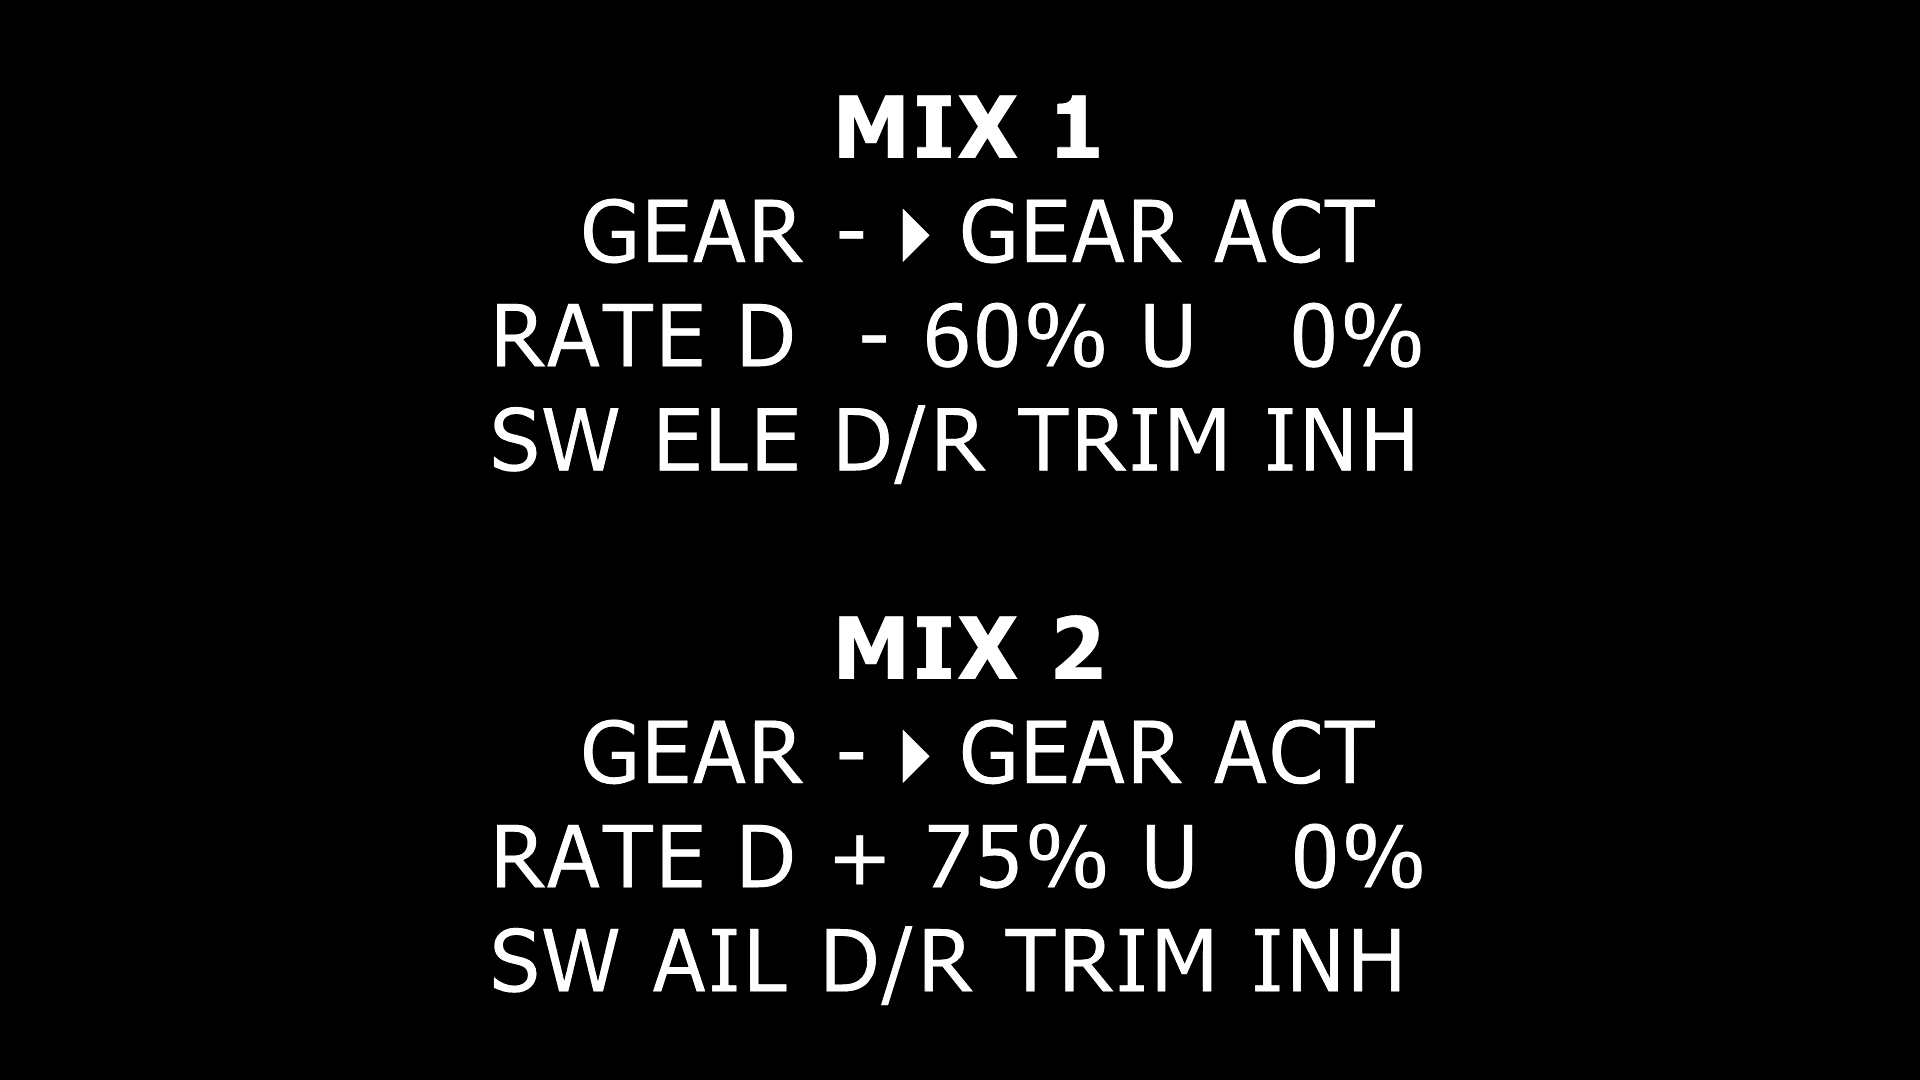 MIX 1
GEAR -▶ GEAR ACT
RATE D - 60% U 0%
SW ELE D/R TRIM INH
MIX 2
GEAR -▶ GEAR ACT
RATE D + 75% U 0%
SW AIL D/R TRIM INH